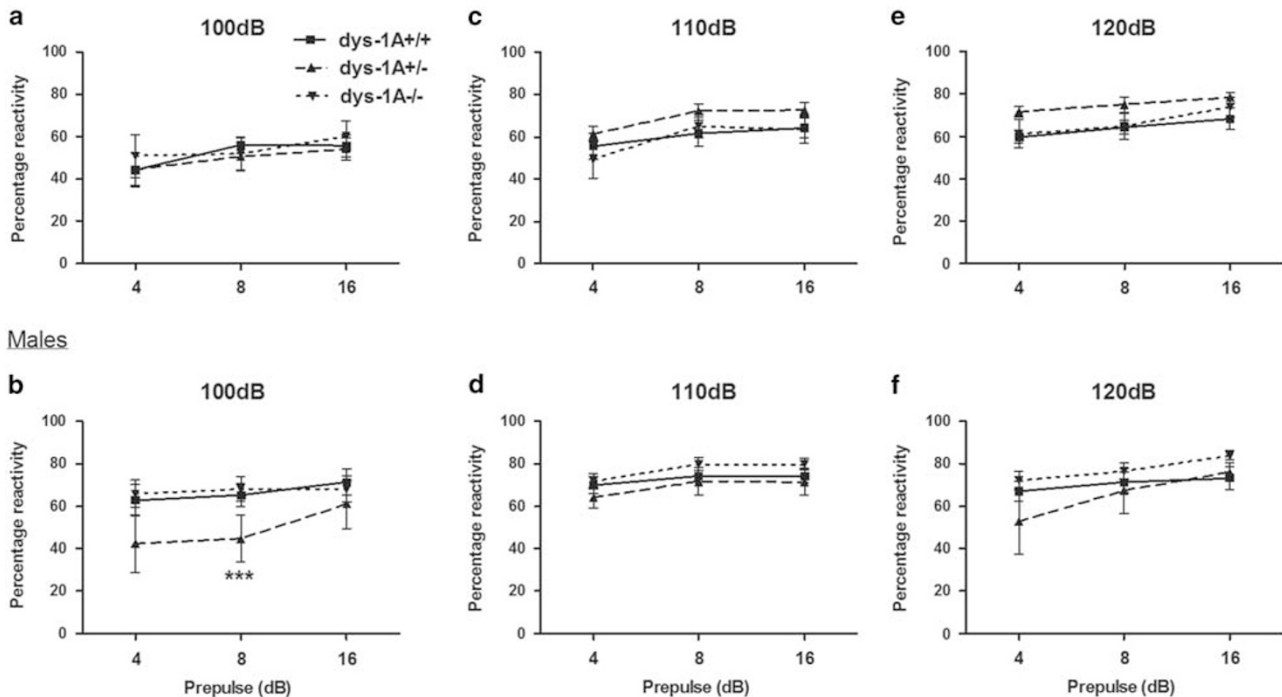 a
100dB
dys-1A+/+
dys-1A+/-
dys-1A-/-
Percentage reactivity
100
80
60
40
20
0
4 8 16
c
110dB
Percentage reactivity
100
80
60
40
20
0
4 8 16
e
120dB
Percentage reactivity
100
80
60
40
20
0
4 8 16
Males
b
100dB
Percentage reactivity
100
80
60
40
20
0
***
4 8 16
Prepulse (dB)
d
110dB
Percentage reactivity
100
80
60
40
20
0
4 8 16
Prepulse (dB)
f
120dB
Percentage reactivity
100
80
60
40
20
0
4 8 16
Prepulse (dB)